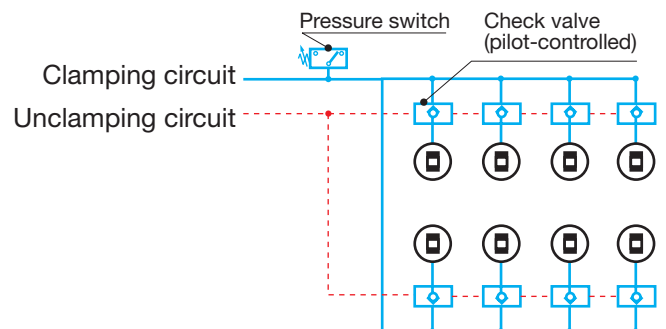 Pressure switch
Check valve
(pilot-controlled)
Clamping circuit
Unclamping circuit